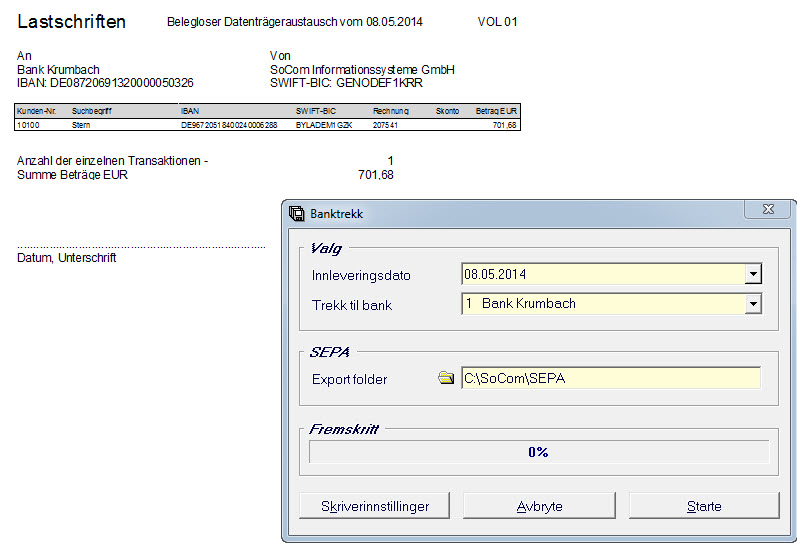 Lastschriften Belegloser Datenträgeraustausch vom 08.05.2014 VOL 01
An Von
Bank Krumbach SoCom Informationssysteme GmbH
IBAN: DE08720691320000050326 SWIFT-BIC: GENODEF1KRR
Kunden-Nr. Suchbegriff IBAN SWIFT-BIC Rechnung Skonto Betrag EUR
10100 Stern DE96720518400240006288 BYLADEM1GZK 207541 701,68
Anzahl der einzelnen Transaktionen - 1
Summe Beträge EUR 701,68
Datum, Unterschrift
Banktrekk
Valg
Innleveringsdato 08.05.2014
Trekk til bank 1 Bank Krumbach
SEPA
Export folder C:\SoCom\SEPA
Fremskritt
0%
Skriverinnstillinger Avbryte Starte